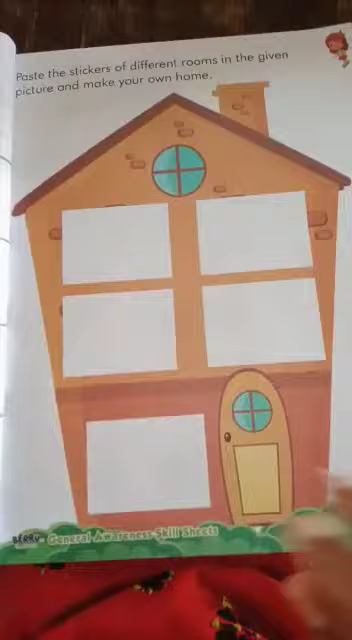 Paste the stickers of different rooms in the given
picture and make your own home.
General Awareness Skill Sheets